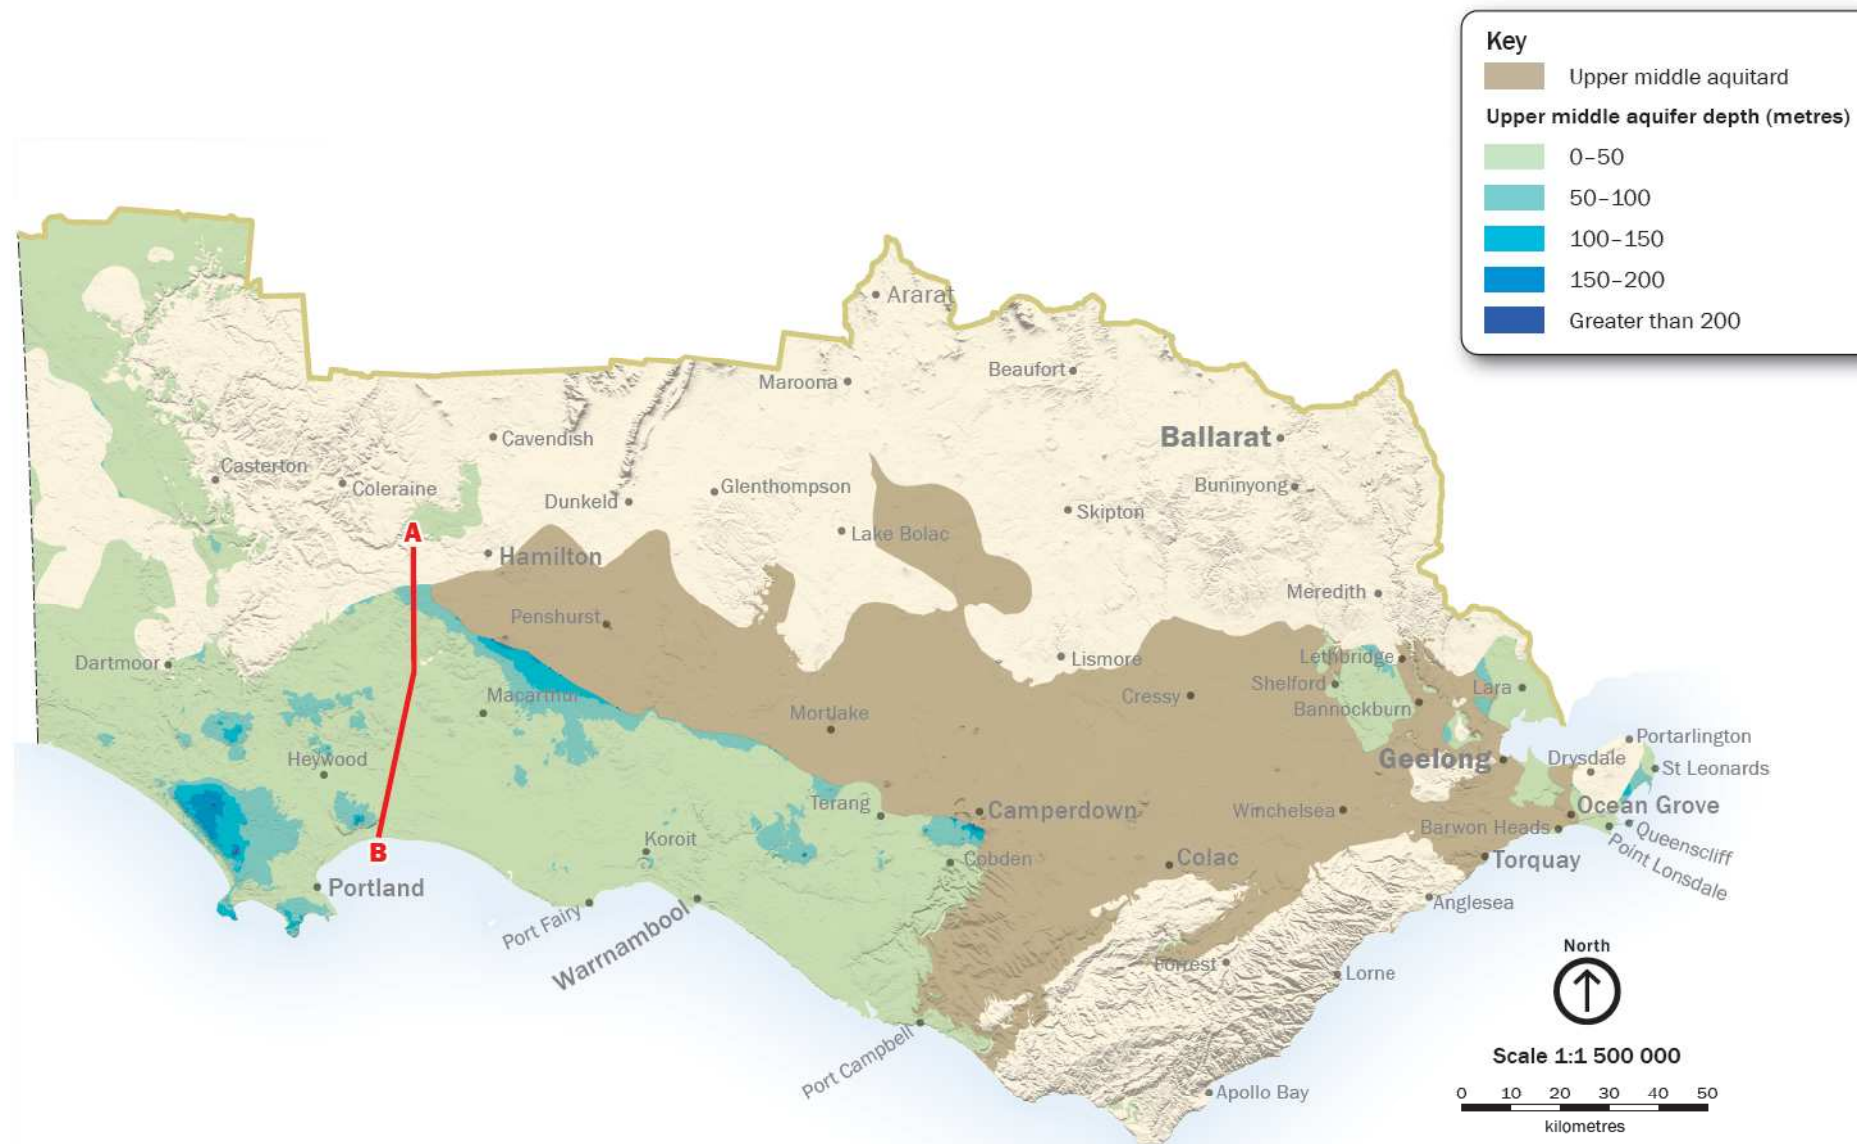 Key
Upper middle aquitard
Upper middle aquifer depth (metres)
0–50
50–100
100–150
150–200
Greater than 200
Ararat
Maroona
Beaufort
Cavendish
Ballarat
Casterton
Coleraine
Dunkeld
Glenthompson
Buninyong
Skipton
A
Lake Bolac
Hamilton
Meredith
Penshurst
Dartmoor
Lismore
Lethbridge
Shelford
Lara
Macarthur
Cressy
Bannockburn
Mortlake
Portarlington
Heywood
Geelong
Drysdale
St Leonards
Terang
Camperdown
Winchelsea
Ocean Grove
Barwon Heads
Queenscliff
Point Lonsdale
Koroit
B
Cobden
Colac
Torquay
Portland
Anglesea
Port Fairy
Warrnambool
Forrest
Lorne
Port Campbell
Apollo Bay
North
Scale 1:1 500 000
0 10 20 30 40 50
kilometres